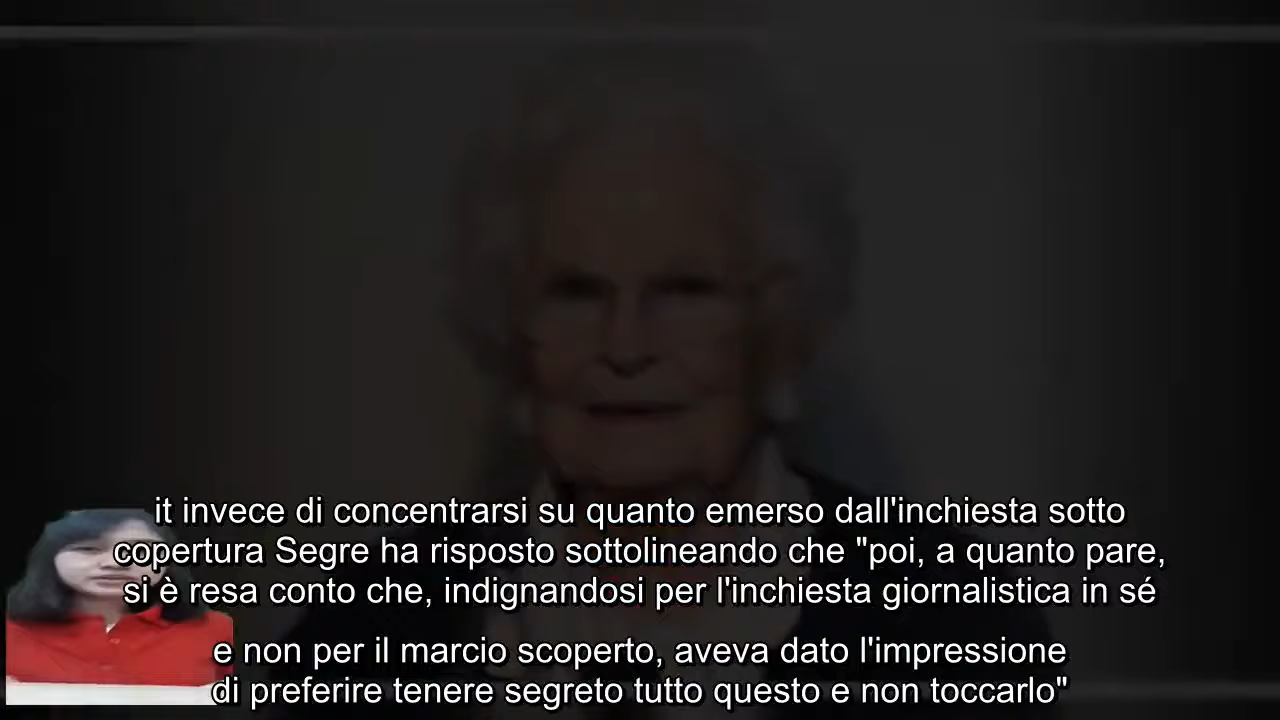 it invece di concentrarsi su quanto emerso dall'inchiesta sotto
copertura Segre ha risposto sottolineando che "poi, a quanto pare,
si è resa conto che, indignandosi per l'inchiesta giornalistica in sé
e non per il marcio scoperto, aveva dato l'impressione
di preferire tenere segreto tutto questo e non toccarlo"